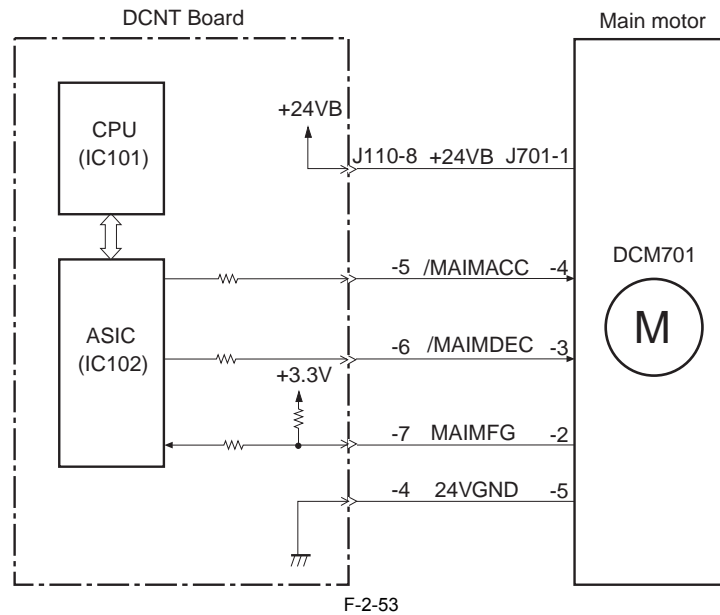 DCNT Board
Main motor
+24VB
CPU
(IC101)
J110-8 +24VB J701-1
-5 /MAIMACC -4
DCM701
M
ASIC
(IC102)
-6 /MAIMDEC -3
+3.3V
-7 MAIMFG -2
-4 24VGND -5
F-2-53